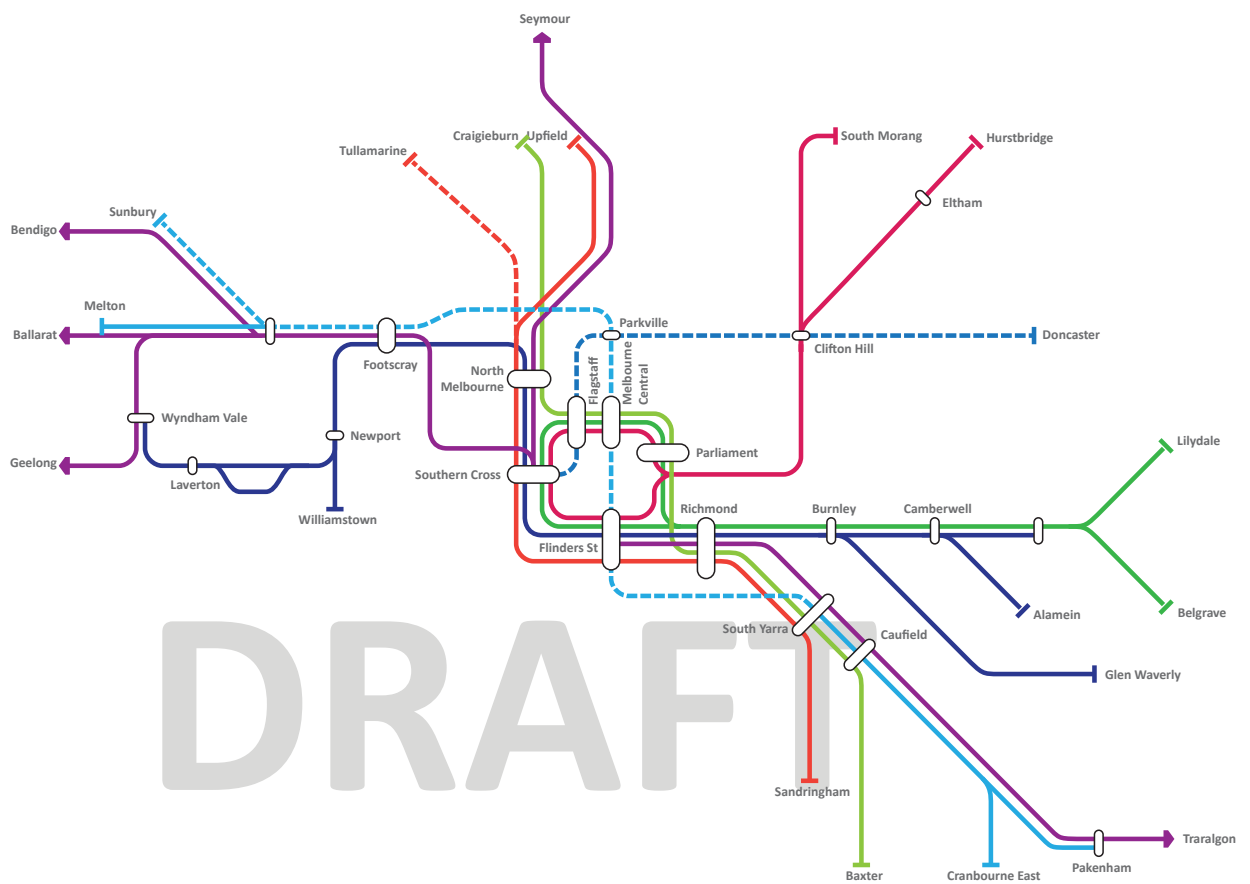 Seymour
Craigieburn
Upfield
South Morang
Hurstbridge
Tullamarine
Eltham
Sunbury
Bendigo
Melton
Ballarat
Footscray
Parkville
Clifton Hill
Doncaster
North
Melbourne
Flagstaff
Melbourne
Central
Wyndham Vale
Newport
Parliament
Geelong
Laverton
Southern Cross
Lilydale
Williamstown
Richmond
Burnley
Camberwell
Flinders St
Alamein
Belgrave
South Yarra
Caufield
Glen Waverly
DRAFT
Sandringham
Traralgon
Pakenham
Baxter
Cranbourne East